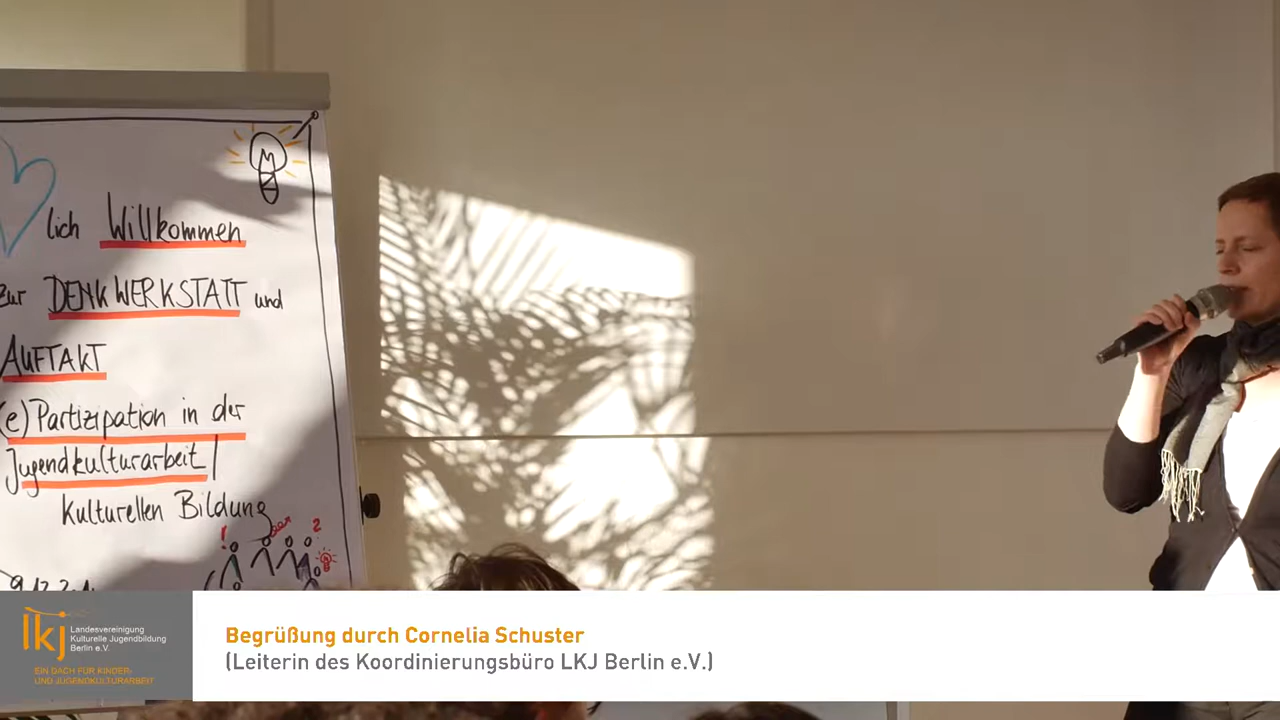 lich Willkommen
zur DENKWERKSTATT und
AUFTAKT
(e)Partizipation in der
Jugendkulturarbeit/
kulturellen Bildung
! 2
lkj
Landesvereinigung
Kulturelle Jugendbildung
Berlin e.V.
EIN DACH FÜR KINDER-
UND JUGENDKULTURARBEIT
Begrüßung durch Cornelia Schuster
(Leiterin des Koordinierungsbüro LKJ Berlin e.V.)